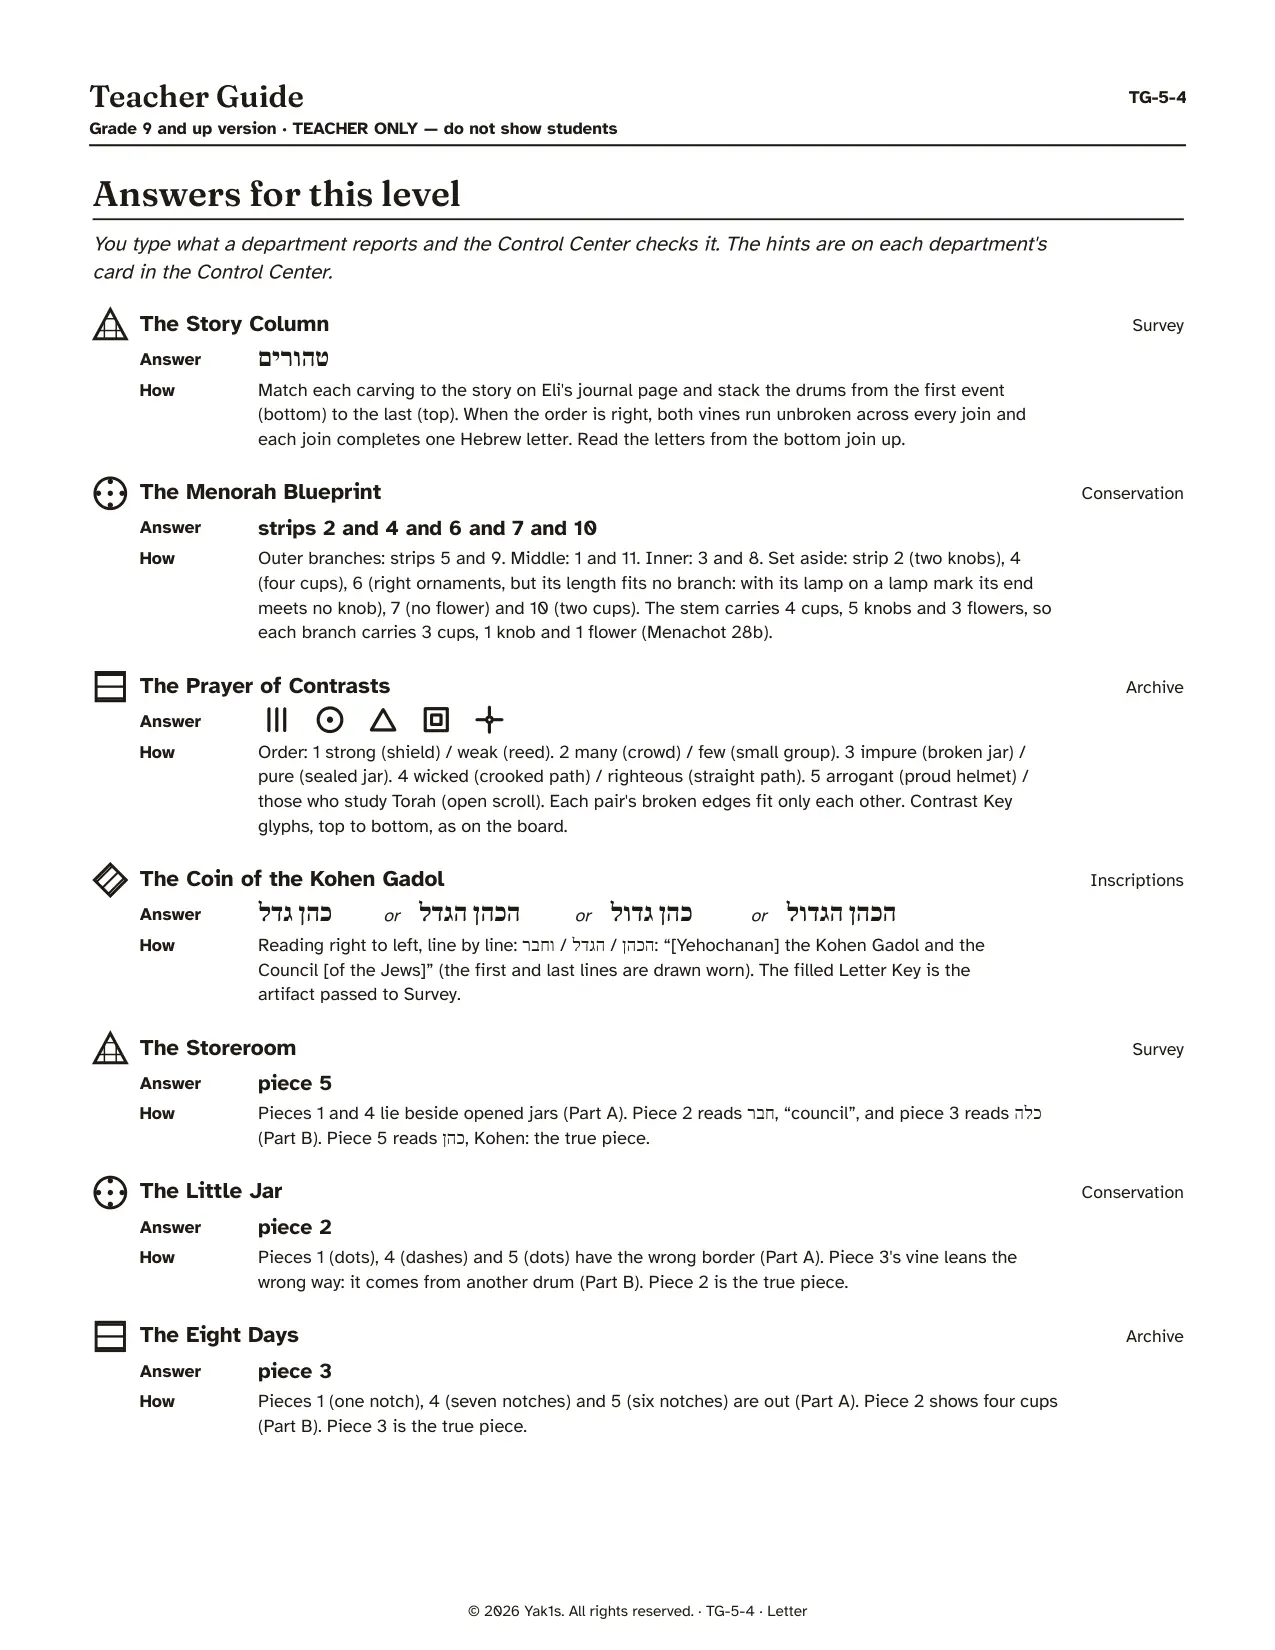 Teacher Guide
TG-5-4
Grade 9 and up version · TEACHER ONLY — do not show students
Answers for this level
You type what a department reports and the Control Center checks it. The hints are on each department's
card in the Control Center.
The Story Column
Survey
Answer טהורים
How Match each carving to the story on Eli's journal page and stack the drums from the first event
(bottom) to the last (top). When the order is right, both vines run unbroken across every join and
each join completes one Hebrew letter. Read the letters from the bottom join up.
The Menorah Blueprint
Conservation
Answer strips 2 and 4 and 6 and 7 and 10
How Outer branches: strips 5 and 9. Middle: 1 and 11. Inner: 3 and 8. Set aside: strip 2 (two knobs), 4
(four cups), 6 (right ornaments, but its length fits no branch: with its lamp on a lamp mark its end
meets no knob), 7 (no flower) and 10 (two cups). The stem carries 4 cups, 5 knobs and 3 flowers, so
each branch carries 3 cups, 1 knob and 1 flower (Menachot 28b).
The Prayer of Contrasts
Archive
Answer
How Order: 1 strong (shield) / weak (reed). 2 many (crowd) / few (small group). 3 impure (broken jar) /
pure (sealed jar). 4 wicked (crooked path) / righteous (straight path). 5 arrogant (proud helmet) /
those who study Torah (open scroll). Each pair's broken edges fit only each other. Contrast Key
glyphs, top to bottom, as on the board.
The Coin of the Kohen Gadol
Inscriptions
Answer כהן גדל or הכהן הגדל or כהן גדול or הכהן הגדול
How Reading right to left, line by line: הכהן / הגדל / וחבר: “[Yehochanan] the Kohen Gadol and the
Council [of the Jews]” (the first and last lines are drawn worn). The filled Letter Key is the
artifact passed to Survey.
The Storeroom
Survey
Answer piece 5
How Pieces 1 and 4 lie beside opened jars (Part A). Piece 2 reads חבר, “council”, and piece 3 reads כלה
(Part B). Piece 5 reads כהן, Kohen: the true piece.
The Little Jar
Conservation
Answer piece 2
How Pieces 1 (dots), 4 (dashes) and 5 (dots) have the wrong border (Part A). Piece 3's vine leans the
wrong way: it comes from another drum (Part B). Piece 2 is the true piece.
The Eight Days
Archive
Answer piece 3
How Pieces 1 (one notch), 4 (seven notches) and 5 (six notches) are out (Part A). Piece 2 shows four cups
(Part B). Piece 3 is the true piece.
© 2026 Yak1s. All rights reserved. · TG-5-4 · Letter